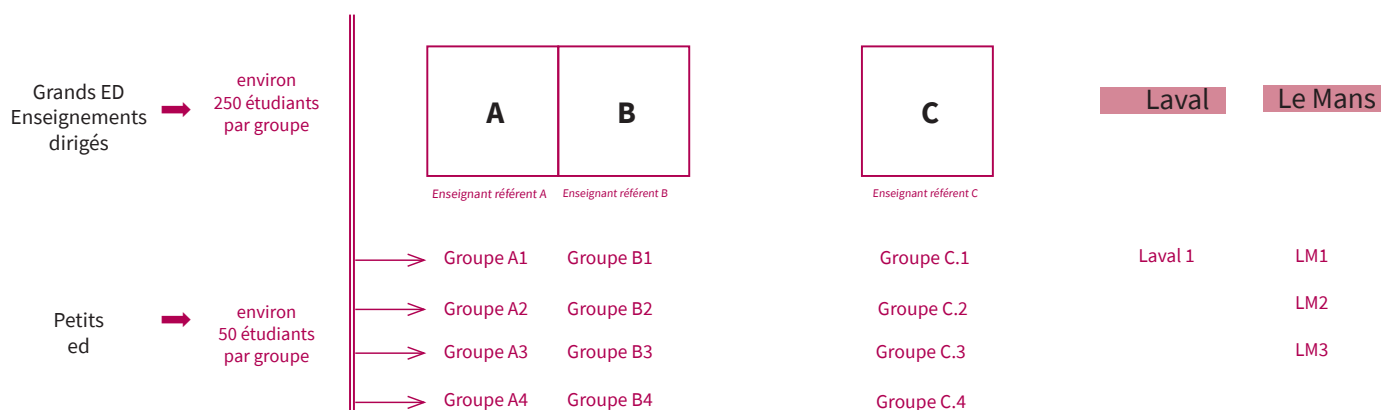 Grands ED
Enseignements
dirigés
environ
250 étudiants
par groupe
A
B
C
Laval
Le Mans
Enseignant référent A
Enseignant référent B
Enseignant référent C
Groupe A1
Groupe B1
Groupe C.1
Laval 1
LM1
Petits
ed
environ
50 étudiants
par groupe
Groupe A2
Groupe B2
Groupe C.2
LM2
Groupe A3
Groupe B3
Groupe C.3
LM3
Groupe A4
Groupe B4
Groupe C.4